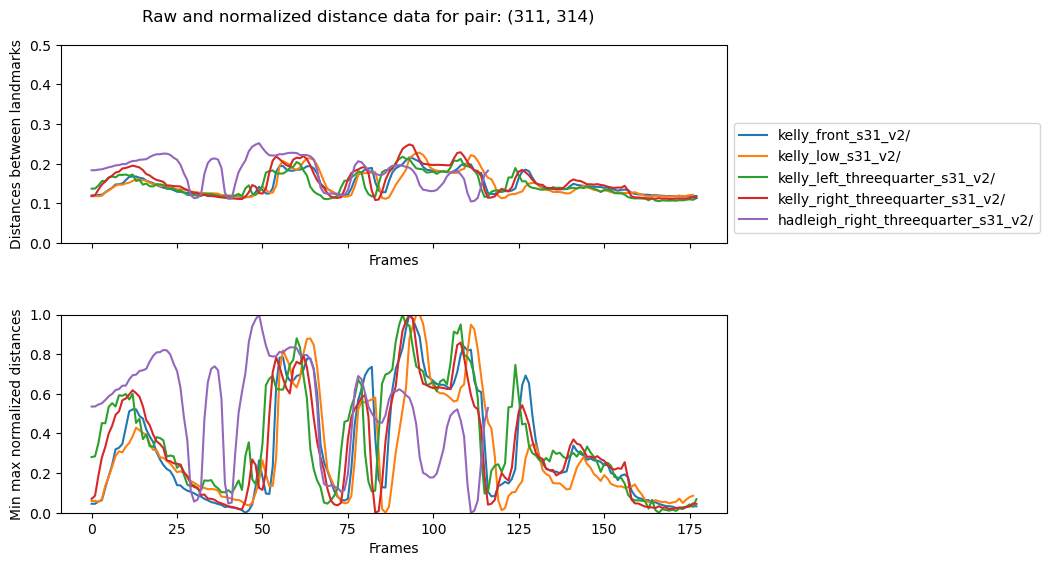 Raw and normalized distance data for pair: (311, 314)
Distances between landmarks
0.5
0.4
0.3
0.2
0.1
0.0
Frames
kelly_front_s31_v2/
kelly_low_s31_v2/
kelly_left_threequarter_s31_v2/
kelly_right_threequarter_s31_v2/
hadleigh_right_threequarter_s31_v2/
Min max normalized distances
1.0
0.8
0.6
0.4
0.2
0.0
0 25 50 75 100 125 150 175
Frames